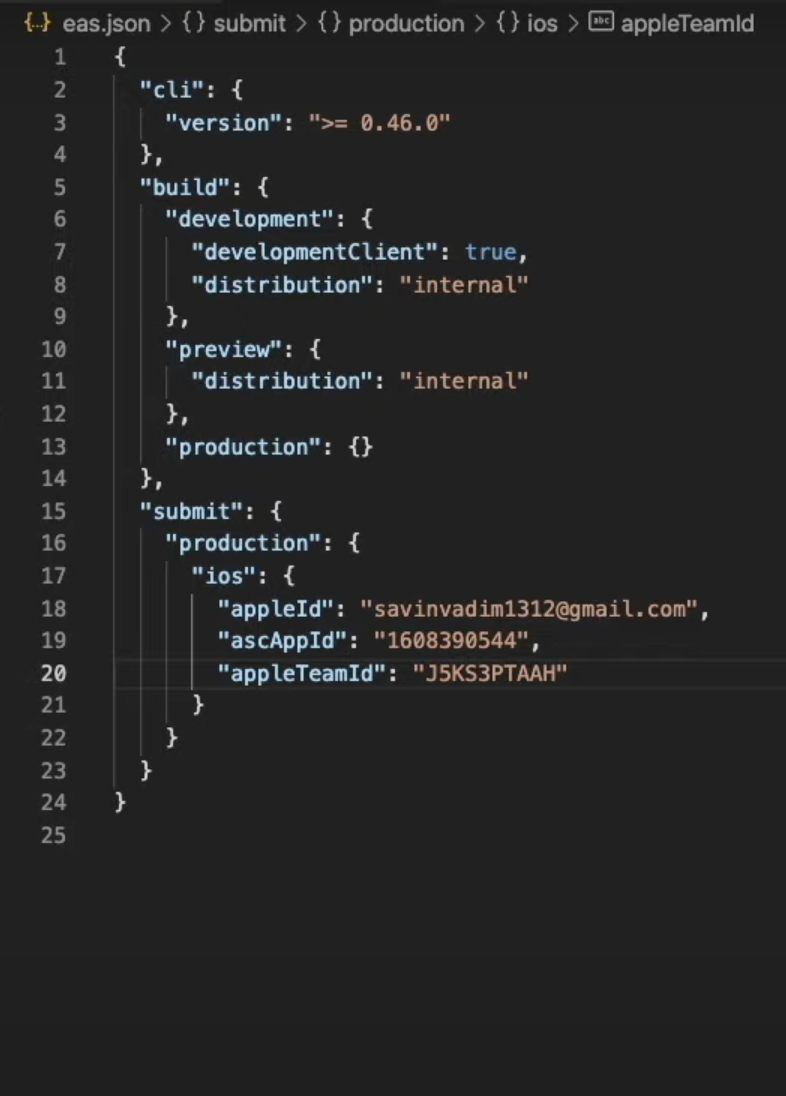 {..} eas.json > {} submit > {} production > {} ios > abc appleTeamId
1 {
2 "cli": {
3 "version": ">= 0.46.0"
4 },
5 "build": {
6 "development": {
7 "developmentClient": true,
8 "distribution": "internal"
9 },
10 "preview": {
11 "distribution": "internal"
12 },
13 "production": {}
14 },
15 "submit": {
16 "production": {
17 "ios": {
18 "appleId": "savinvadim1312@gmail.com",
19 "ascAppId": "1608390544",
20 "appleTeamId": "J5KS3PTAAH"
21 }
22 }
23 }
24 }
25